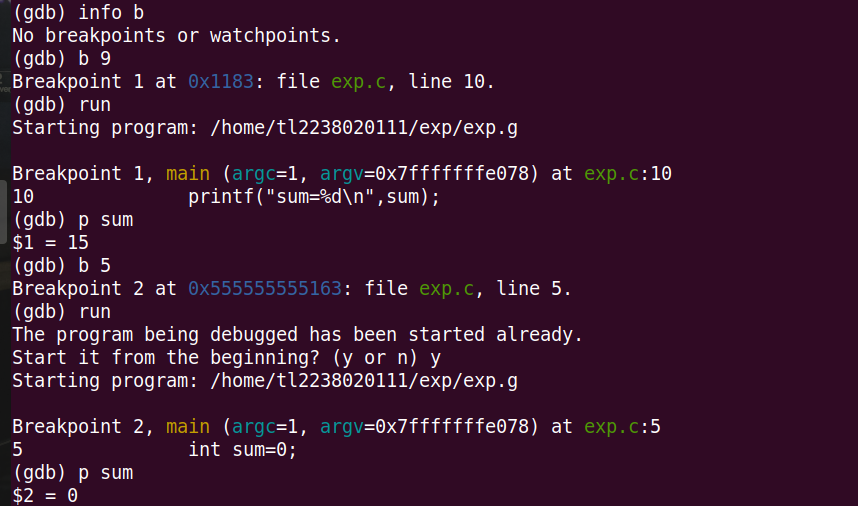 (gdb) info b
No breakpoints or watchpoints.
(gdb) b 9
Breakpoint 1 at 0x1183: file exp.c, line 10.
(gdb) run
Starting program: /home/tl2238020111/exp/exp.g
Breakpoint 1, main (argc=1, argv=0x7fffffffe078) at exp.c:10
10 printf("sum=%d\n",sum);
(gdb) p sum
$1 = 15
(gdb) b 5
Breakpoint 2 at 0x555555555163: file exp.c, line 5.
(gdb) run
The program being debugged has been started already.
Start it from the beginning? (y or n) y
Starting program: /home/tl2238020111/exp/exp.g
Breakpoint 2, main (argc=1, argv=0x7fffffffe078) at exp.c:5
5 int sum=0;
(gdb) p sum
$2 = 0